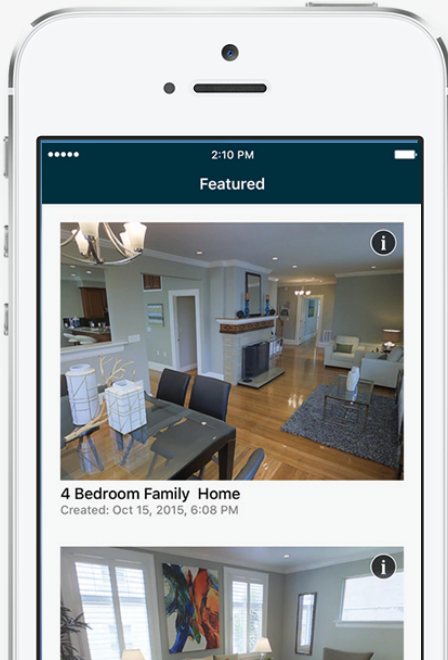 2:10 PM
Featured
i
4 Bedroom Family  Home
Created: Oct 15, 2015, 6:08 PM
i